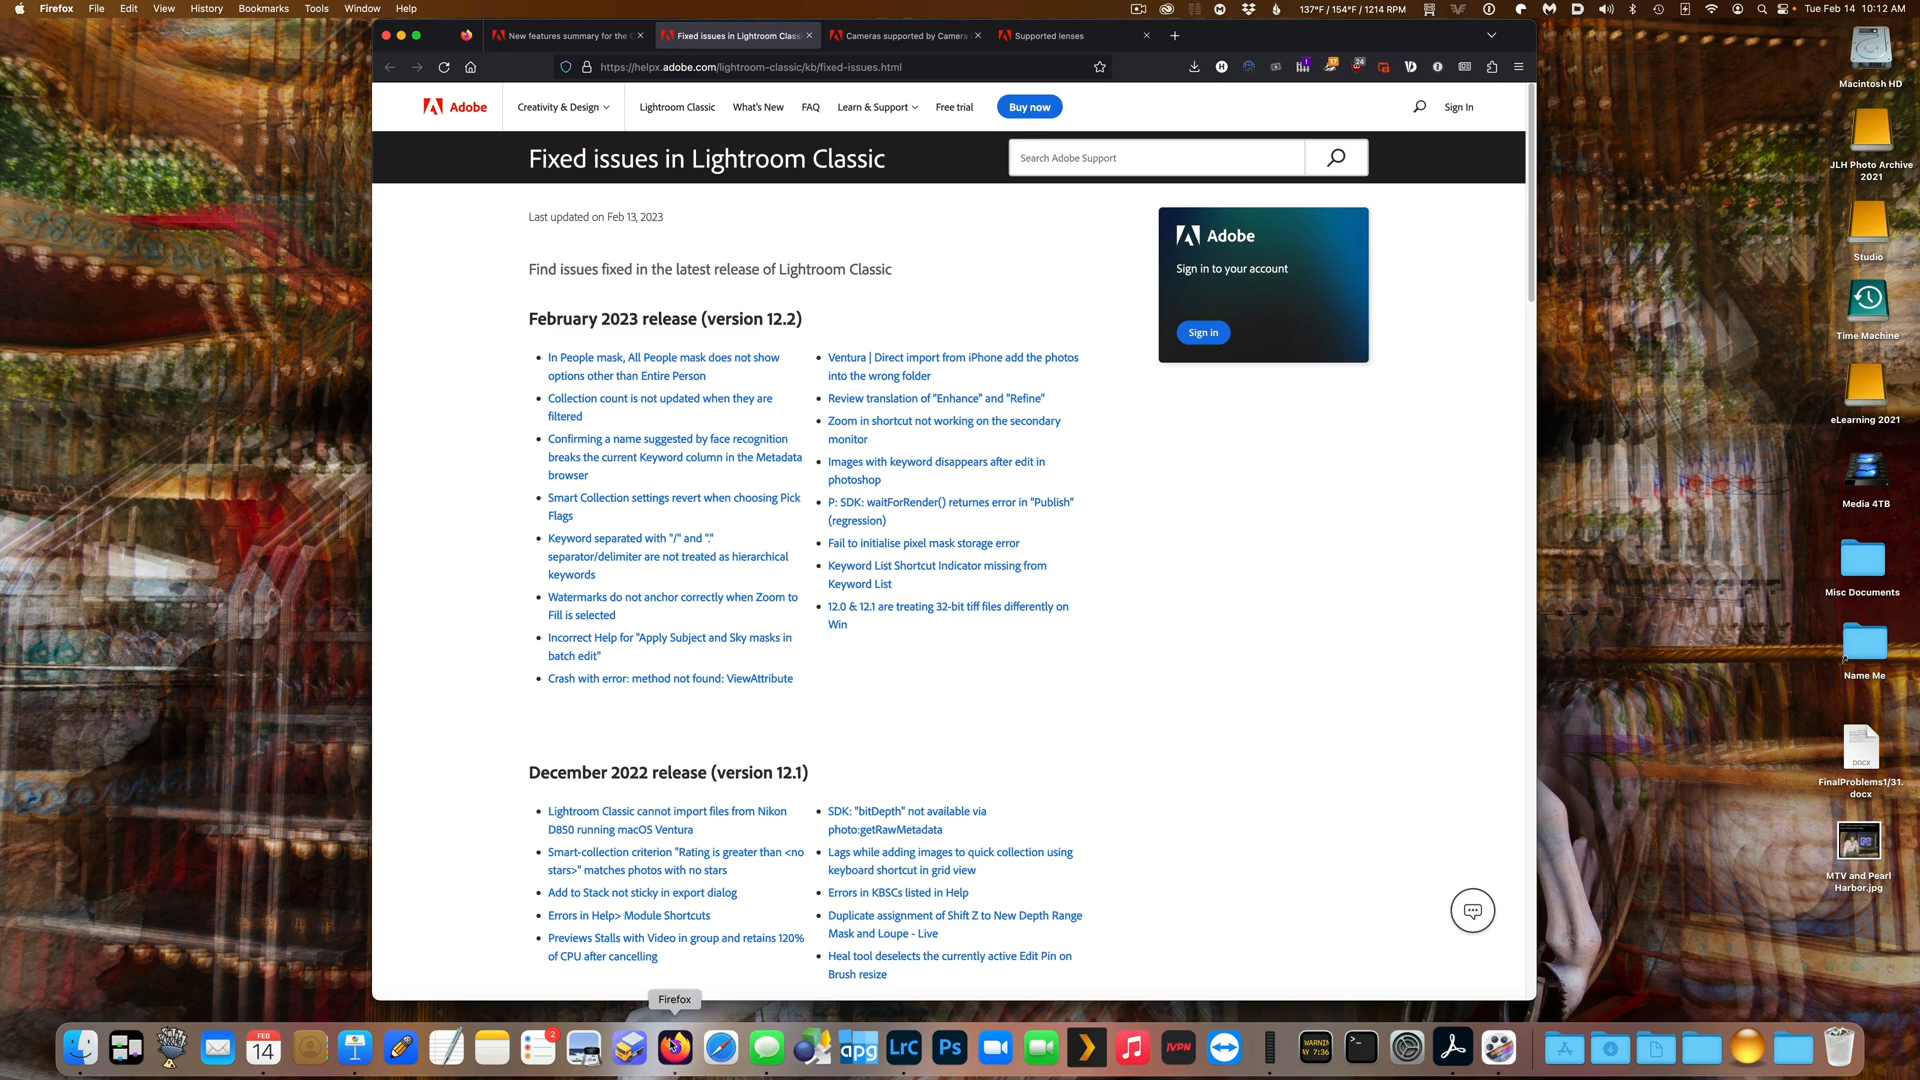 Firefox File Edit View History Bookmarks Tools Window Help
137°F / 154°F / 1214 RPM
Tue Feb 14 10:12 AM
New features summary for the
Fixed issues in Lightroom Class
Cameras supported by Camera
Supported lenses
https://helpx.adobe.com/lightroom-classic/kb/fixed-issues.html
17
24
Adobe
Creativity & Design
Lightroom Classic
What's New
FAQ
Learn & Support
Free trial
Buy now
Sign In
Fixed issues in Lightroom Classic
Search Adobe Support
Last updated on Feb 13, 2023
Find issues fixed in the latest release of Lightroom Classic
Adobe
Sign in to your account
Sign in
February 2023 release (version 12.2)
In People mask, All People mask does not show
options other than Entire Person
Collection count is not updated when they are
filtered
Confirming a name suggested by face recognition
breaks the current Keyword column in the Metadata
browser
Smart Collection settings revert when choosing Pick
Flags
Keyword separated with "/" and "."
separator/delimiter are not treated as hierarchical
keywords
Watermarks do not anchor correctly when Zoom to
Fill is selected
Incorrect Help for "Apply Subject and Sky masks in
batch edit"
Crash with error: method not found: ViewAttribute
Ventura | Direct import from iPhone add the photos
into the wrong folder
Review translation of "Enhance" and "Refine"
Zoom in shortcut not working on the secondary
monitor
Images with keyword disappears after edit in
photoshop
P: SDK: waitForRender() returnes error in "Publish"
(regression)
Fail to initialise pixel mask storage error
Keyword List Shortcut Indicator missing from
Keyword List
12.0 & 12.1 are treating 32-bit tiff files differently on
Win
December 2022 release (version 12.1)
Lightroom Classic cannot import files from Nikon
D850 running macOS Ventura
Smart-collection criterion "Rating is greater than <no
stars>" matches photos with no stars
Add to Stack not sticky in export dialog
Errors in Help> Module Shortcuts
Previews Stalls with Video in group and retains 120%
of CPU after cancelling
SDK: "bitDepth" not available via
photo:getRawMetadata
Lags while adding images to quick collection using
keyboard shortcut in grid view
Errors in KBSCs listed in Help
Duplicate assignment of Shift Z to New Depth Range
Mask and Loupe - Live
Heal tool deselects the currently active Edit Pin on
Brush resize
Macintosh HD
JLH Photo Archive
2021
Studio
Time Machine
eLearning 2021
Media 4TB
Misc Documents
Name Me
DOCX
FinalProblems1/31.
docx
MTV and Pearl
Harbor.jpg
Firefox
FEB
14
2
apg
LrC
Ps
IVPN
WARNIN
AY 7:36